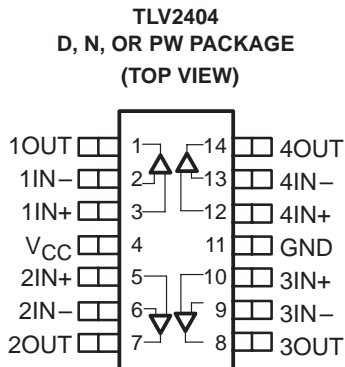 TLV2404
D, N, OR PW PACKAGE
(TOP VIEW)
1OUT 1 14 4OUT
1IN− 2 13 4IN−
1IN+ 3 12 4IN+
VCC 4 11 GND
2IN+ 5 10 3IN+
2IN− 6 9 3IN−
2OUT 7 8 3OUT